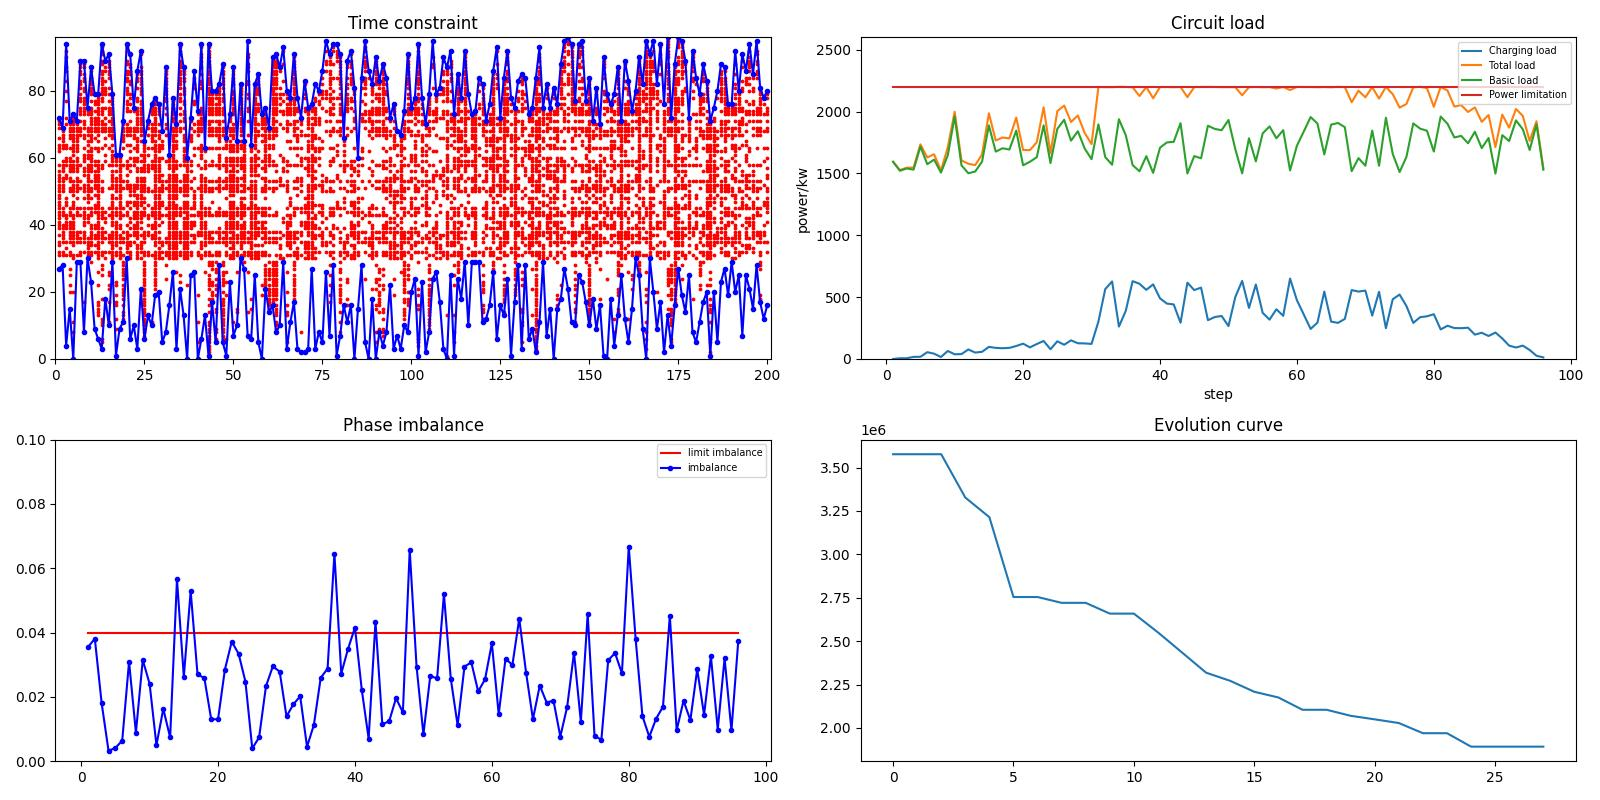 Time constraint
80
60
40
20
0
0 25 50 75 100 125 150 175 200
Circuit load
2500
2000
1500
1000
500
0
power/kw
0 20 40 60 80 100
step
Charging load
Total load
Basic load
Power limitation
Phase imbalance
0.10
0.08
0.06
0.04
0.02
0.00
0 20 40 60 80 100
limit imbalance
imbalance
Evolution curve
1e6
3.50
3.25
3.00
2.75
2.50
2.25
2.00
0 5 10 15 20 25